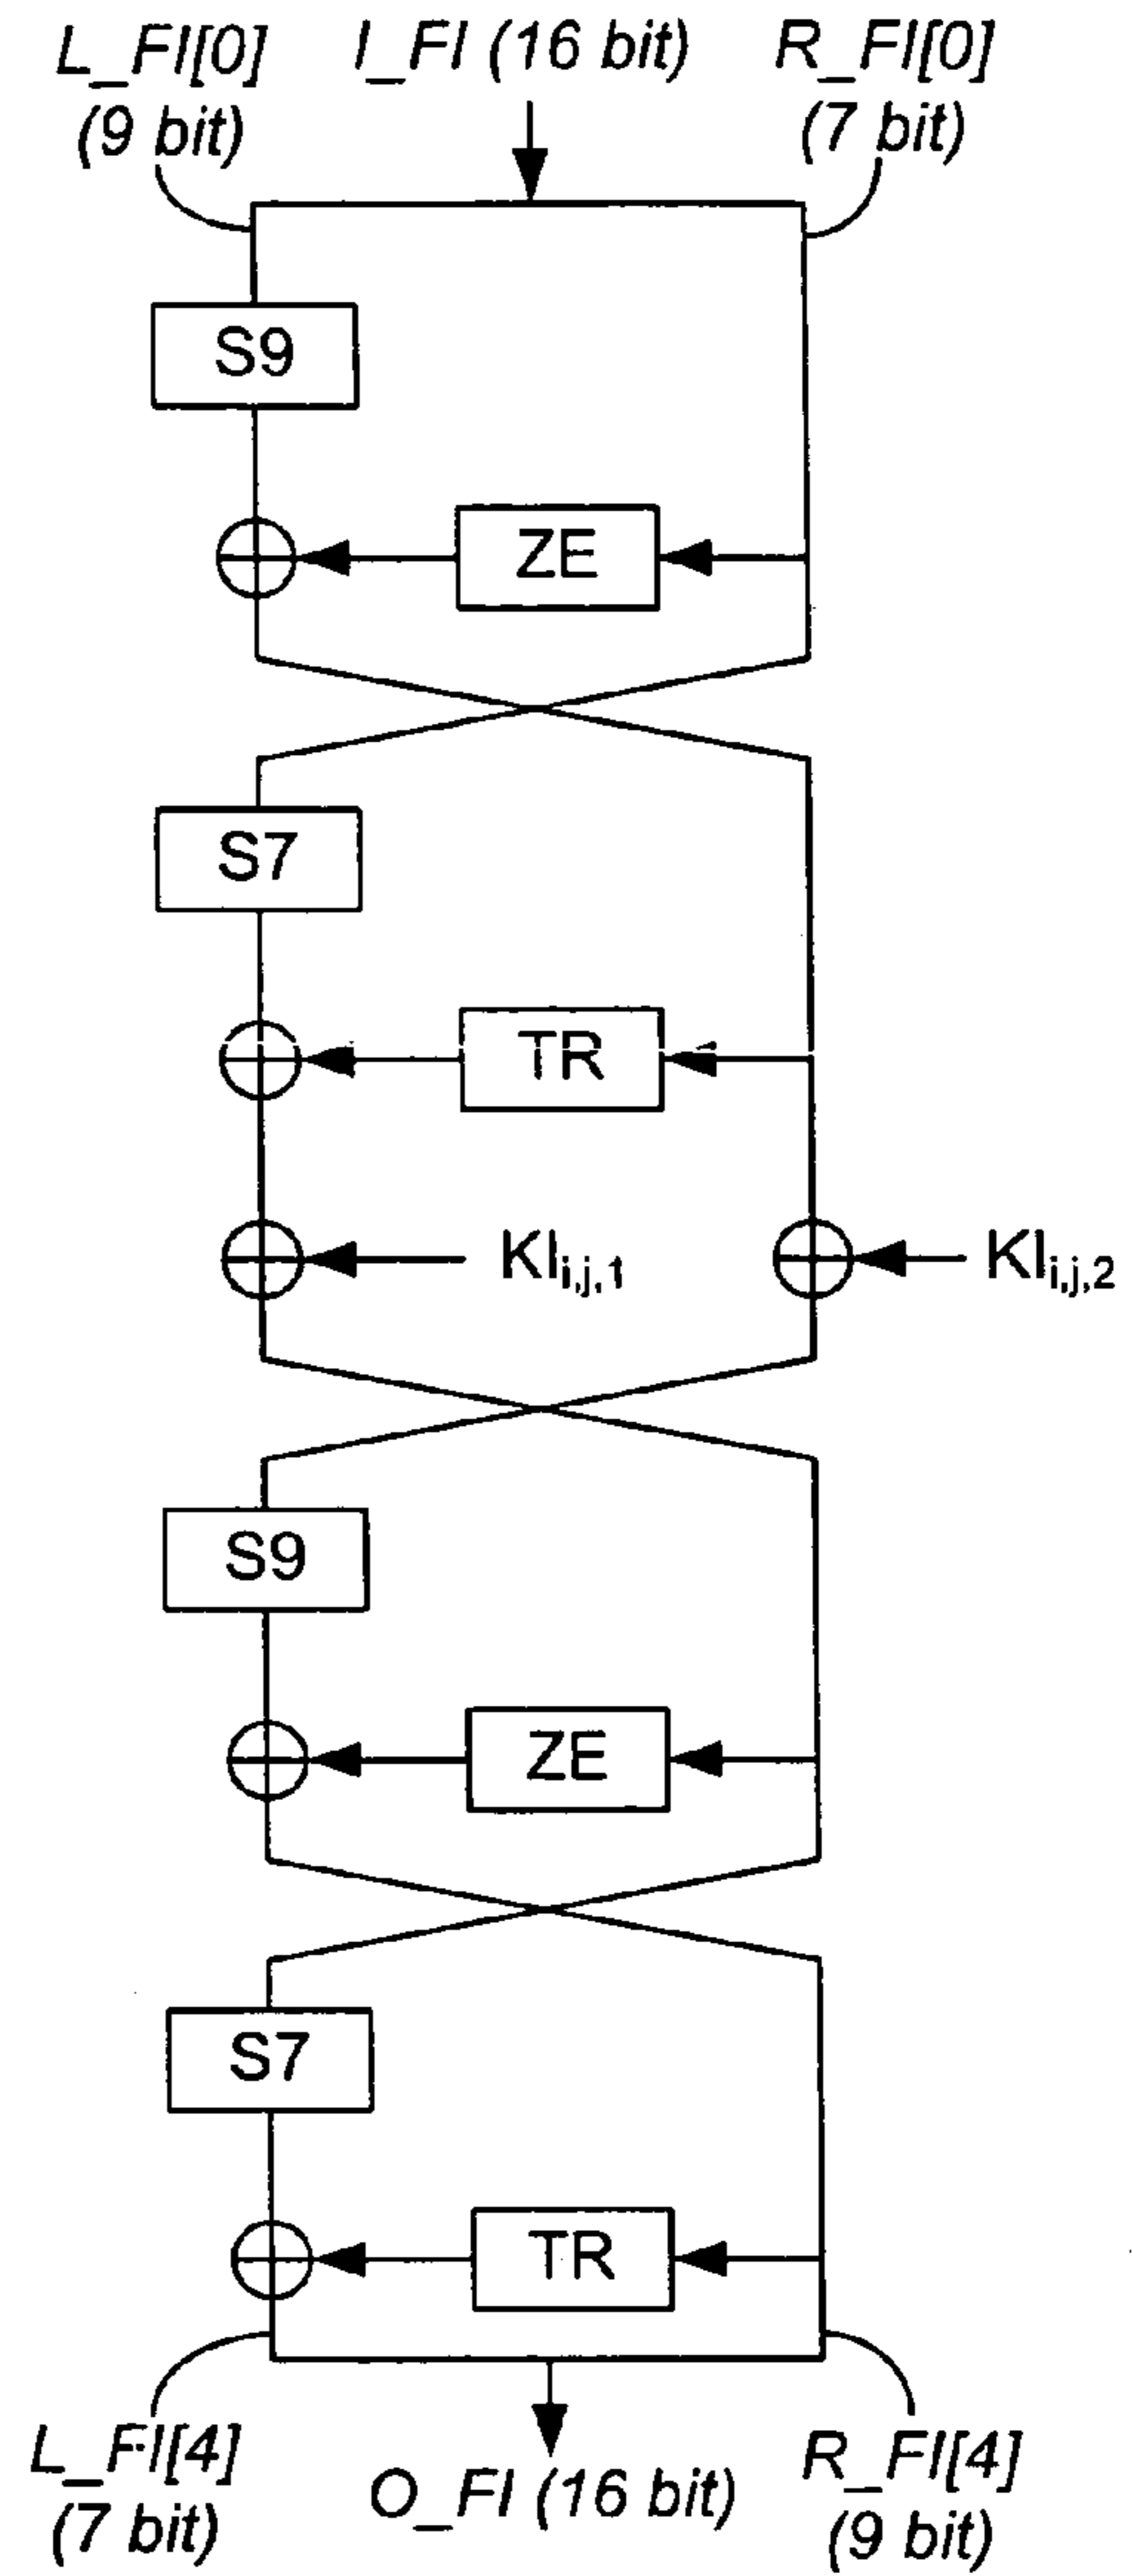 L_FI[0] I_FI (16 bit) R_FI[0]
(9 bit) (7 bit)
S9
ZE
S7
TR
KIi,j,1 KIi,j,2
S9
ZE
S7
TR
L_FI[4] O_FI (16 bit) R_FI[4]
(7 bit) (9 bit)